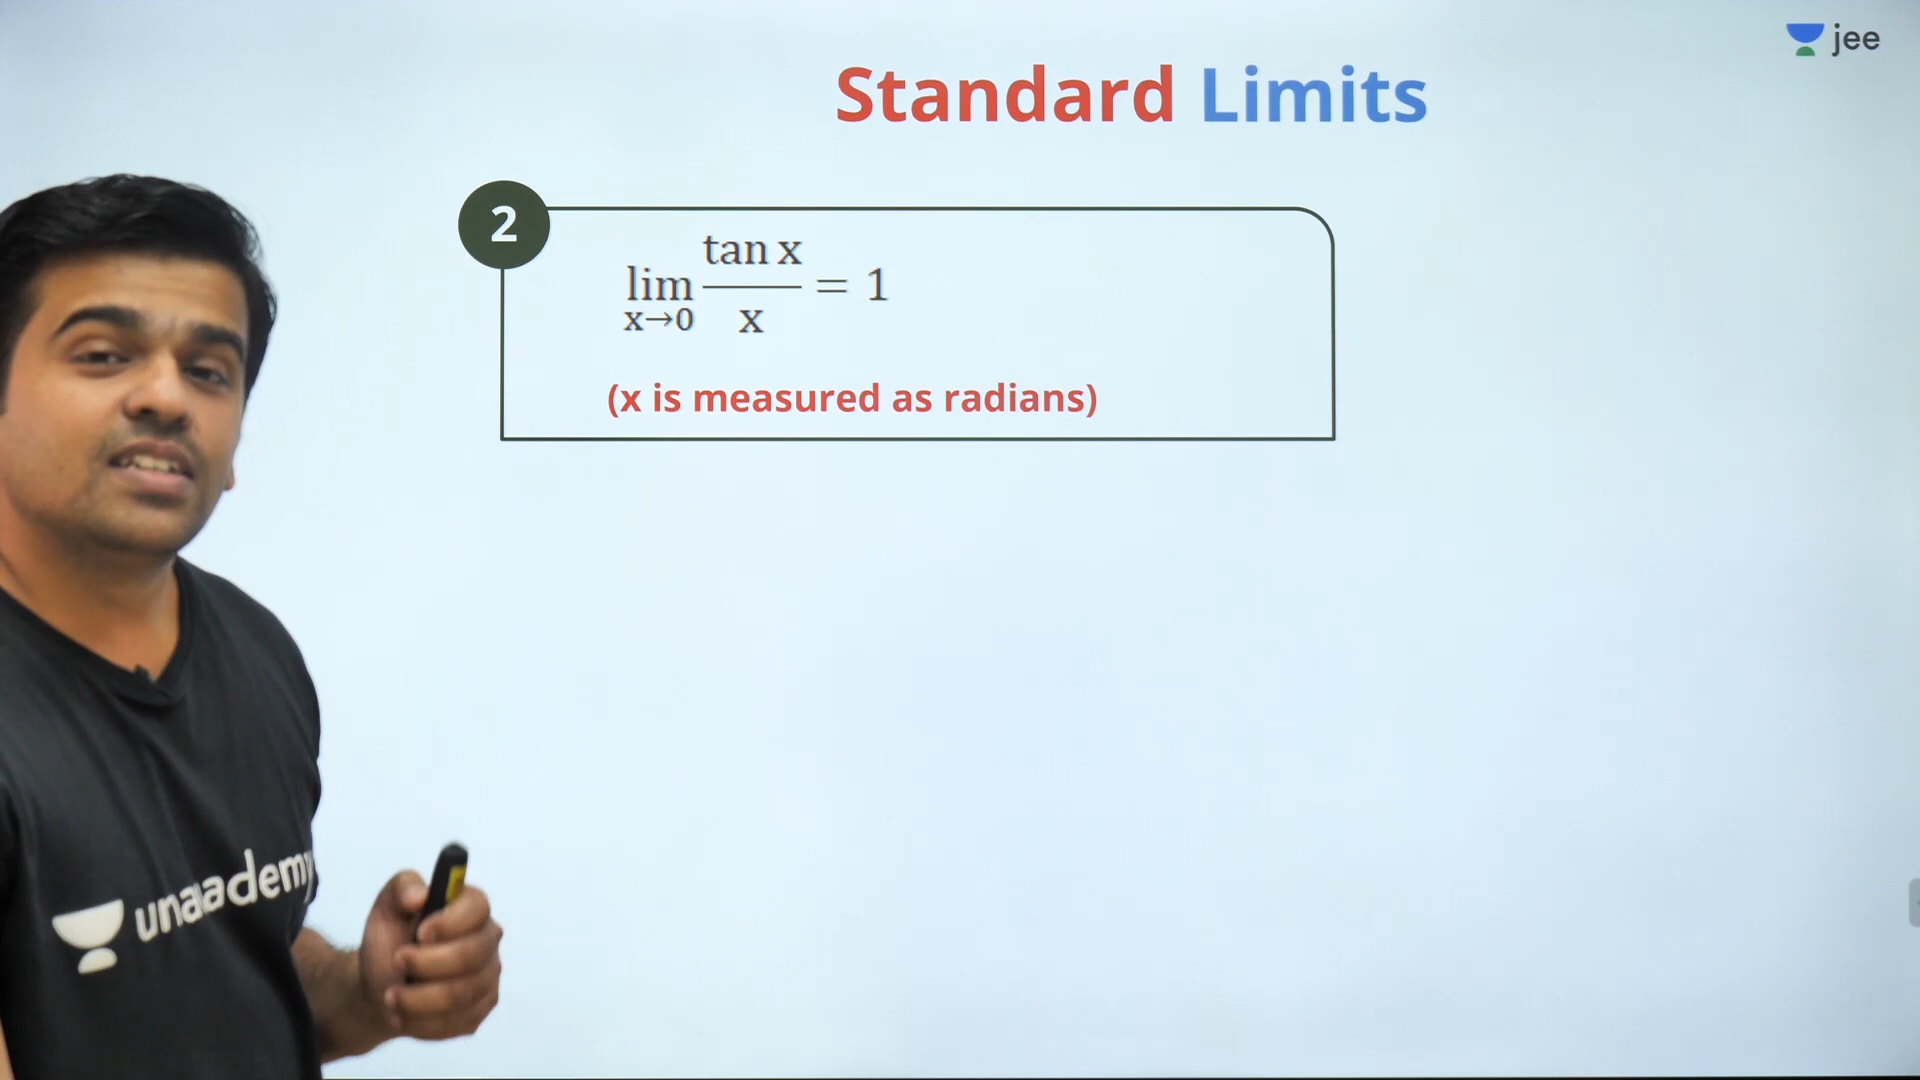 jee
Standard Limits
2
lim x→0 tan x / x = 1
(x is measured as radians)
unacademy